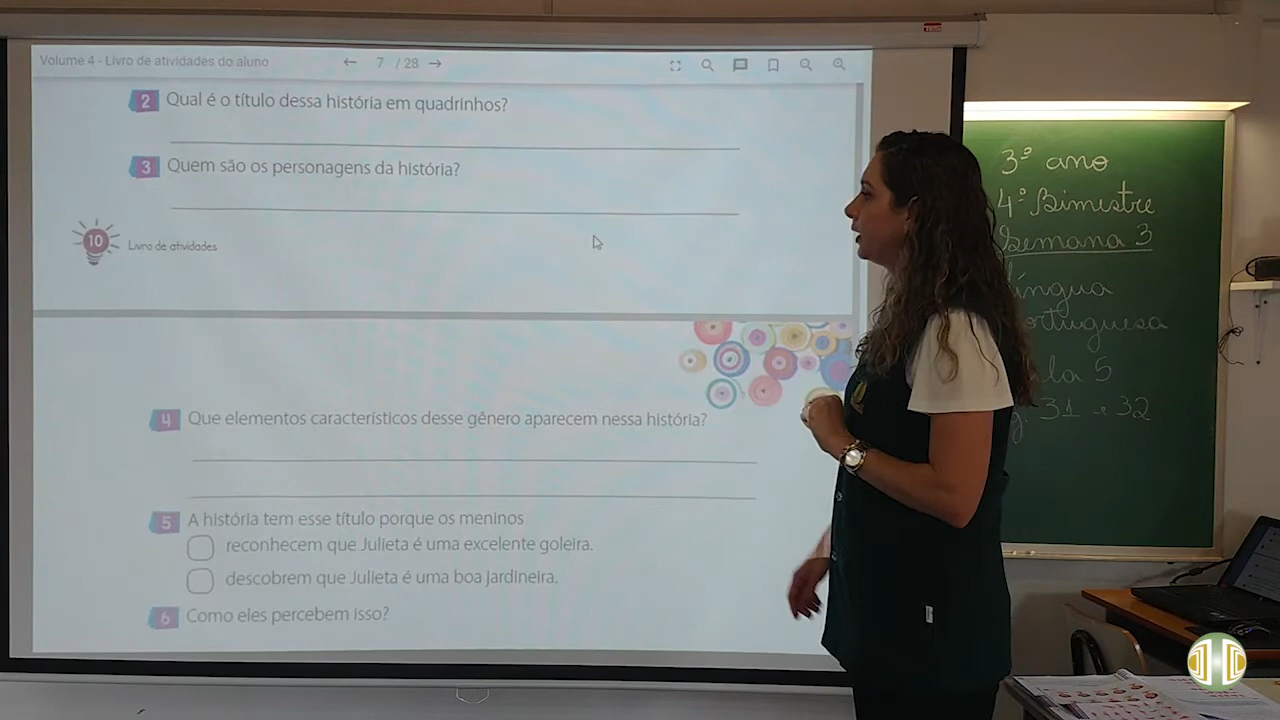 Volume 4 - Livro de atividades do aluno
← 7 / 28 →
2 Qual é o título dessa história em quadrinhos?
3 Quem são os personagens da história?
10 Livro de atividades
4 Que elementos característicos desse gênero aparecem nessa história?
5 A história tem esse título porque os meninos
reconhecem que Julieta é uma excelente goleira.
descobrem que Julieta é uma boa jardineira.
6 Como eles percebem isso?
3º ano
4º Bimestre
Semana 3
íngua
ortuguesa
la 5
g. 31 e 32